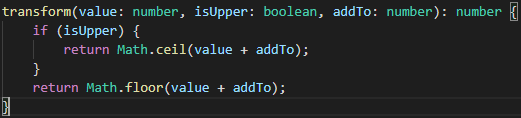 transform(value: number, isUpper: boolean, addTo: number): number {
    if (isUpper) {
        return Math.ceil(value + addTo);
    }
    return Math.floor(value + addTo);
}